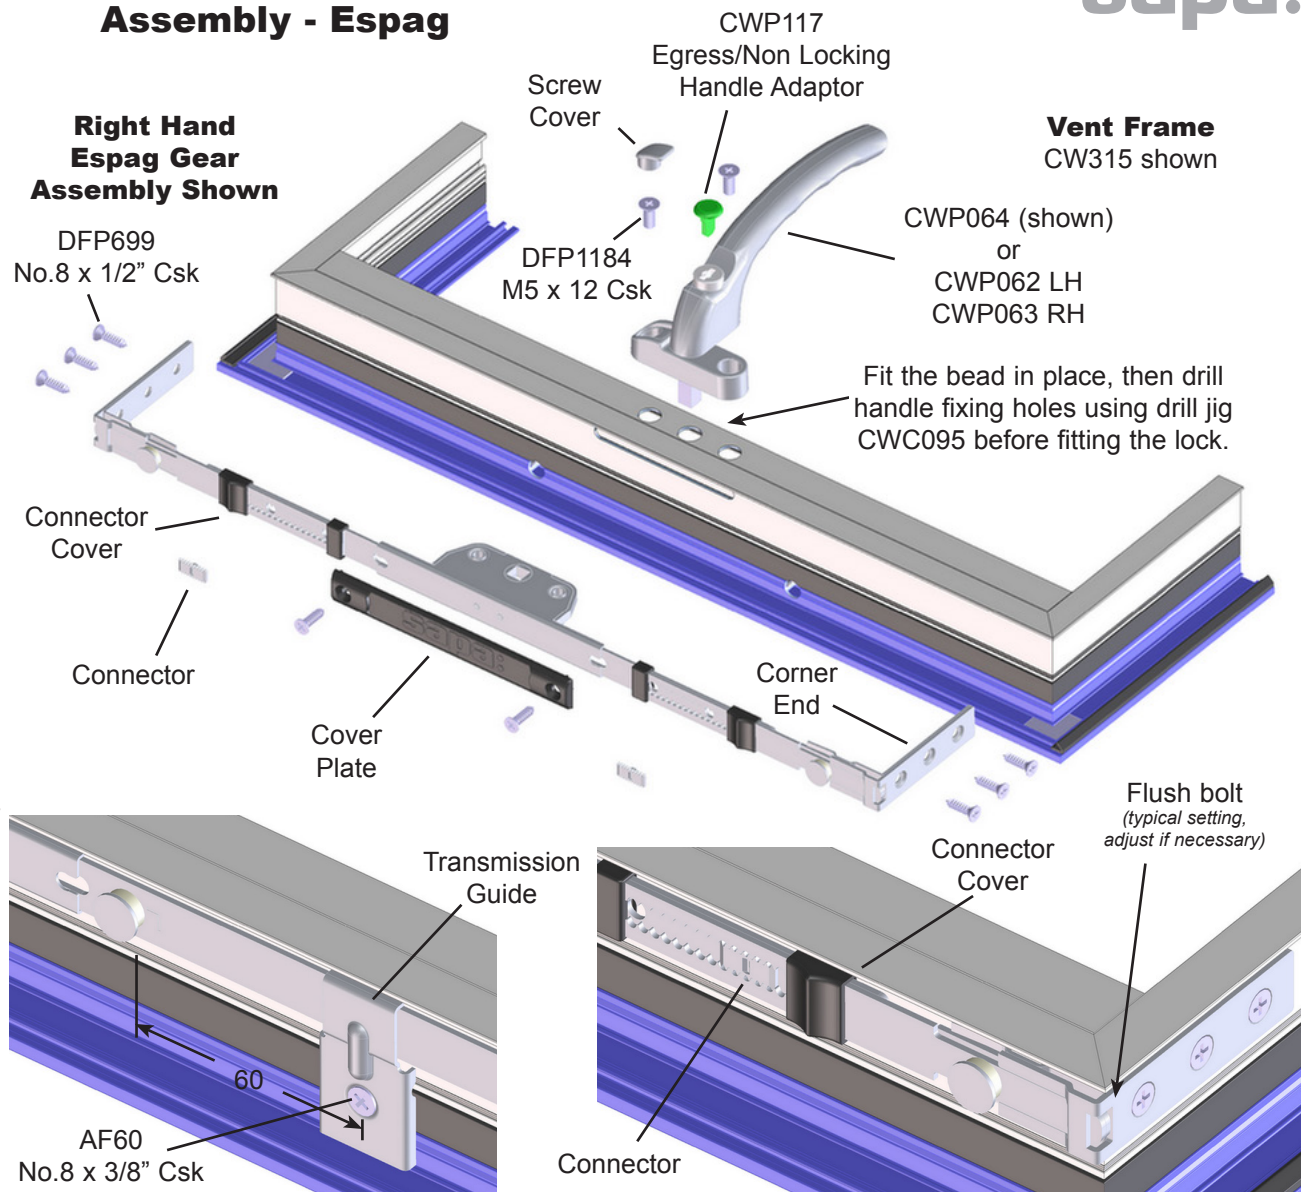 Assembly - Espag
sapa:
CWP117
Egress/Non Locking
Handle Adaptor
Screw
Cover
Right Hand
Espag Gear
Assembly Shown
Vent Frame
CW315 shown
DFP699
No.8 x 1/2” Csk
DFP1184
M5 x 12 Csk
CWP064 (shown)
or
CWP062 LH
CWP063 RH
Fit the bead in place, then drill
handle fixing holes using drill jig
CWC095 before fitting the lock.
Connector
Cover
Connector
sapa:
Cover
Plate
Corner
End
Flush bolt
(typical setting,
adjust if necessary)
Transmission
Guide
60
AF60
No.8 x 3/8” Csk
Connector
Cover
Connector